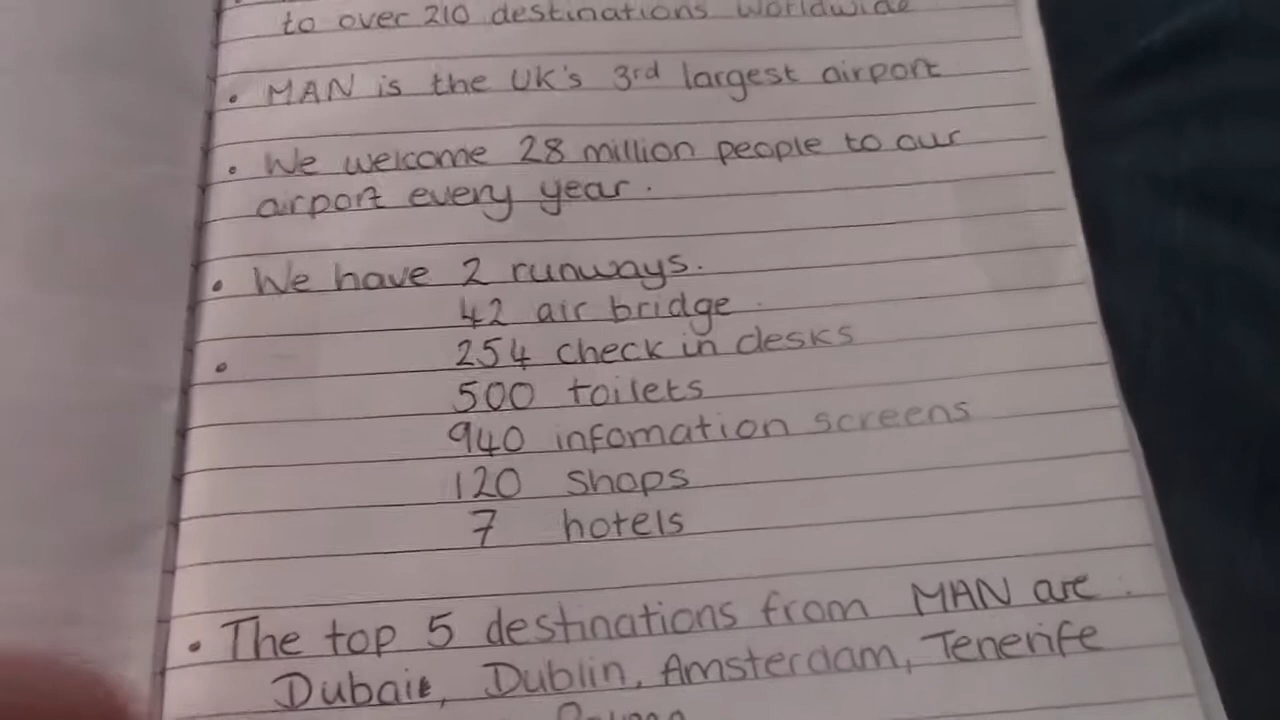 to over 210 destinations worldwide
• MAN is the UK's 3rd largest airport
• We welcome 28 million people to our
airport every year.
• We have 2 runways.
42 air bridge
• 254 check in desks
500 toilets
940 infomation screens
120 shops
7 hotels
• The top 5 destinations from MAN are :
Dubai, Dublin, Amsterdam, Tenerife